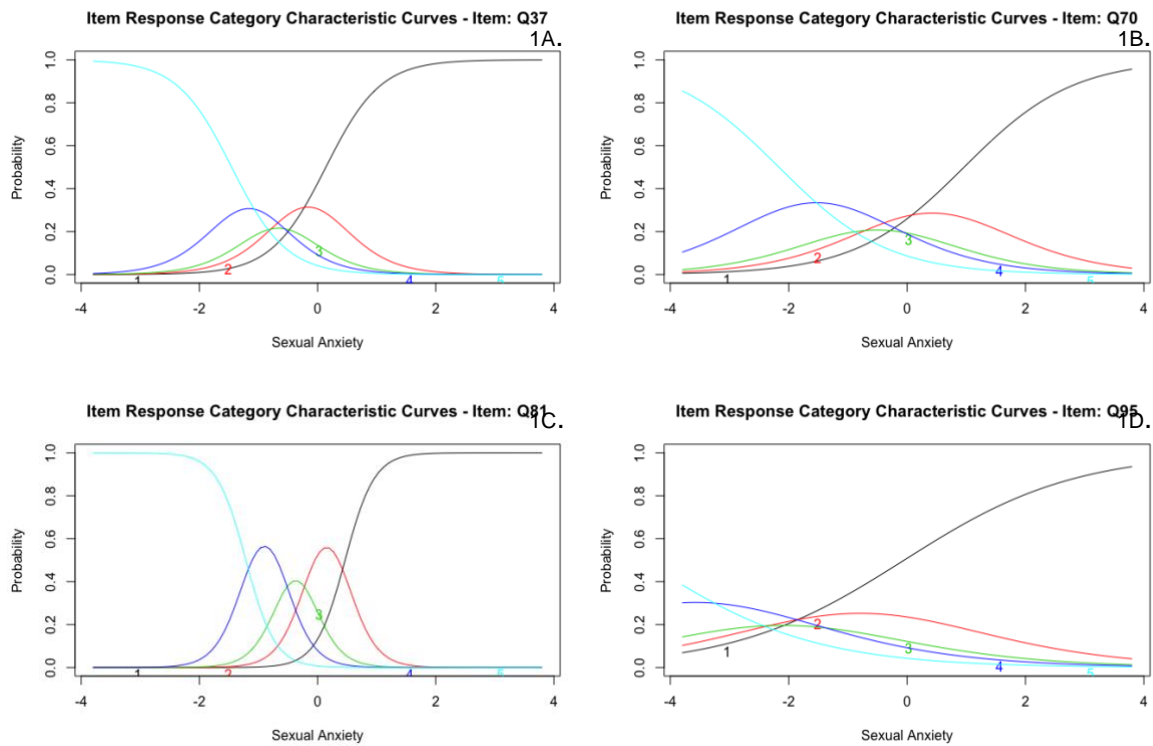 Item Response Category Characteristic Curves - Item: Q37
1A.
Probability
1.0
0.8
0.6
0.4
0.2
0.0
1
2
3
4
5
-4 -2 0 2 4
Sexual Anxiety
Item Response Category Characteristic Curves - Item: Q70
1B.
Probability
1.0
0.8
0.6
0.4
0.2
0.0
1
2
3
4
5
-4 -2 0 2 4
Sexual Anxiety
Item Response Category Characteristic Curves - Item: Q81
1C.
Probability
1.0
0.8
0.6
0.4
0.2
0.0
1
2
3
4
5
-4 -2 0 2 4
Sexual Anxiety
Item Response Category Characteristic Curves - Item: Q95
1D.
Probability
1.0
0.8
0.6
0.4
0.2
0.0
1
2
3
4
5
-4 -2 0 2 4
Sexual Anxiety